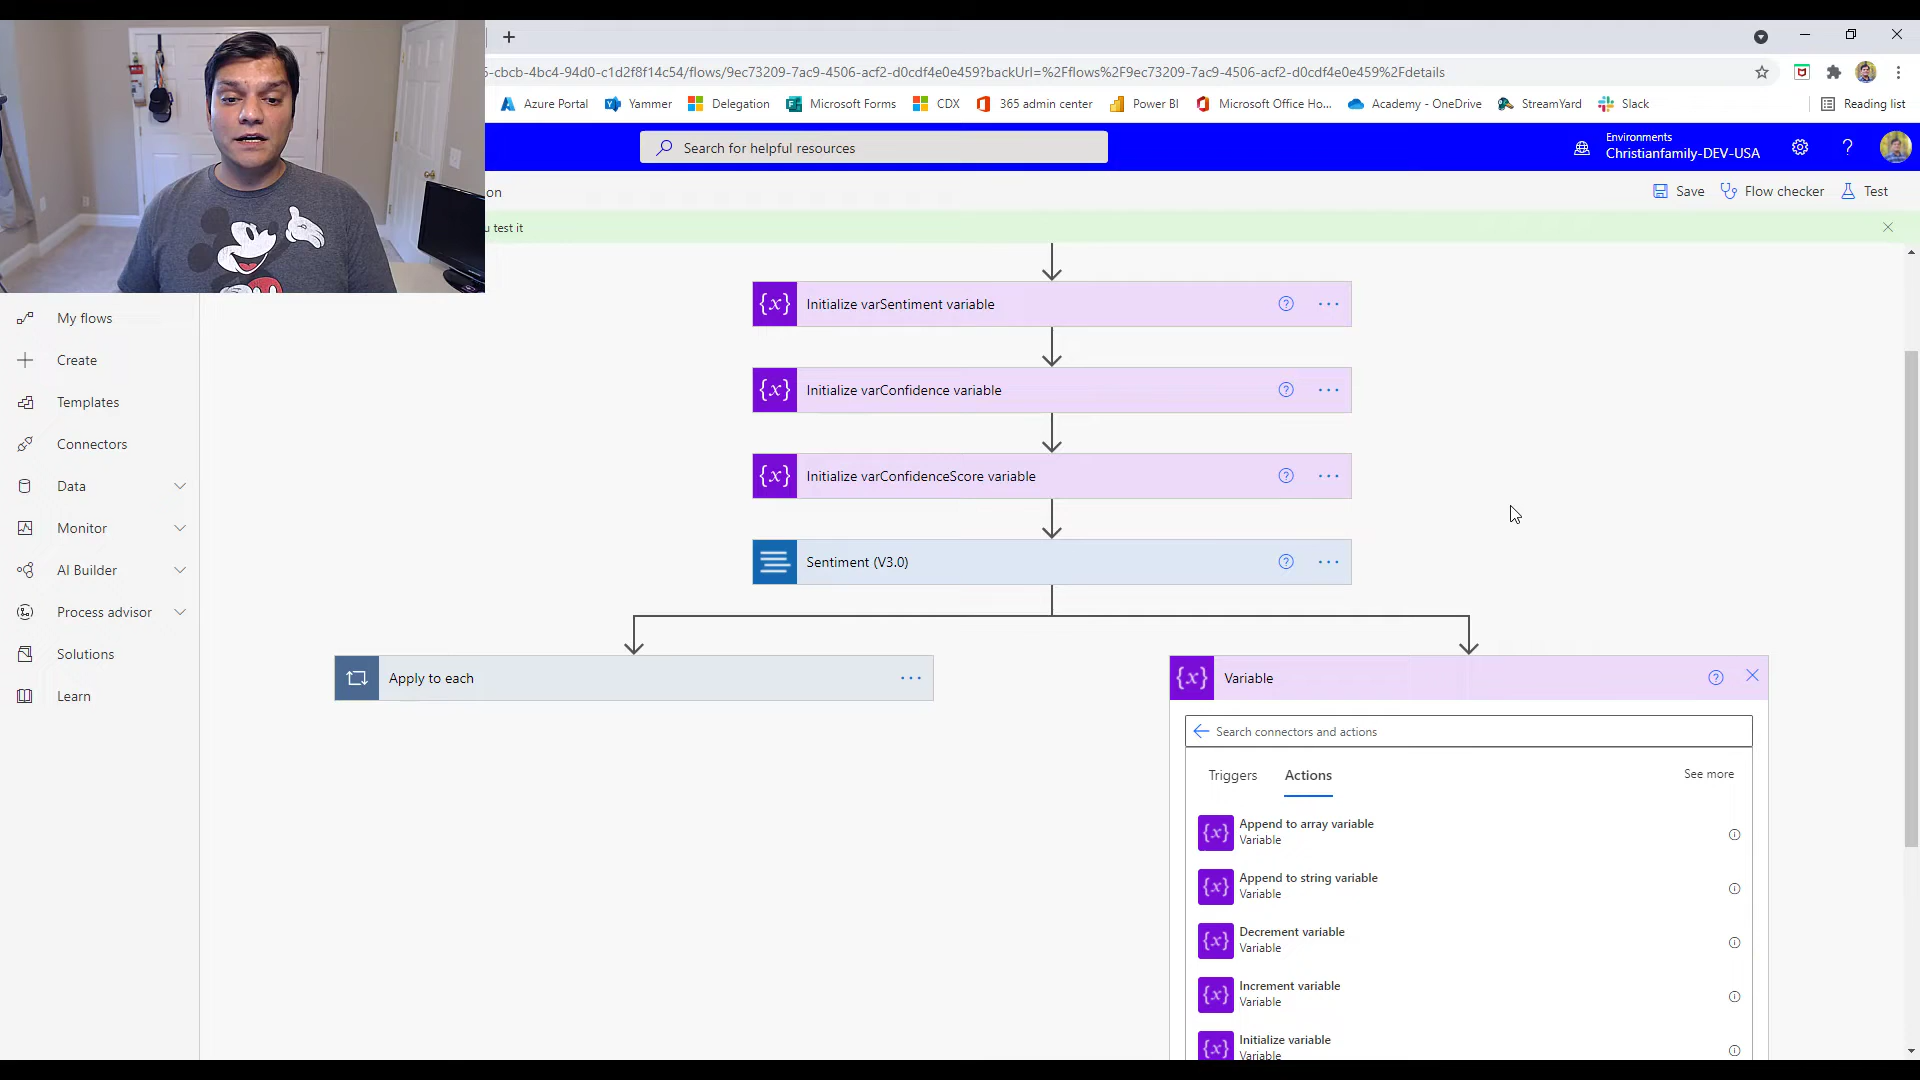 -cbcb-4bc4-94d0-c1d2f8f14c54/flows/9ec73209-7ac9-4506-acf2-d0cdf4e0e459?backUrl=%2Fflows%2F9ec73209-7ac9-4506-acf2-d0cdf4e0e459%2Fdetails
Azure Portal Yammer Delegation Microsoft Forms CDX 365 admin center Power BI Microsoft Office Ho... Academy - OneDrive StreamYard Slack Reading list
Search for helpful resources
Environments
Christianfamily-DEV-USA
on
Save Flow checker Test
u test it
Initialize varSentiment variable
My flows
Create
Initialize varConfidence variable
Templates
Connectors
Initialize varConfidenceScore variable
Data
Monitor
Sentiment (V3.0)
AI Builder
Process advisor
Solutions
Learn
Apply to each
Variable
Search connectors and actions
Triggers Actions See more
Append to array variable
Variable
Append to string variable
Variable
Decrement variable
Variable
Increment variable
Variable
Initialize variable
Variable